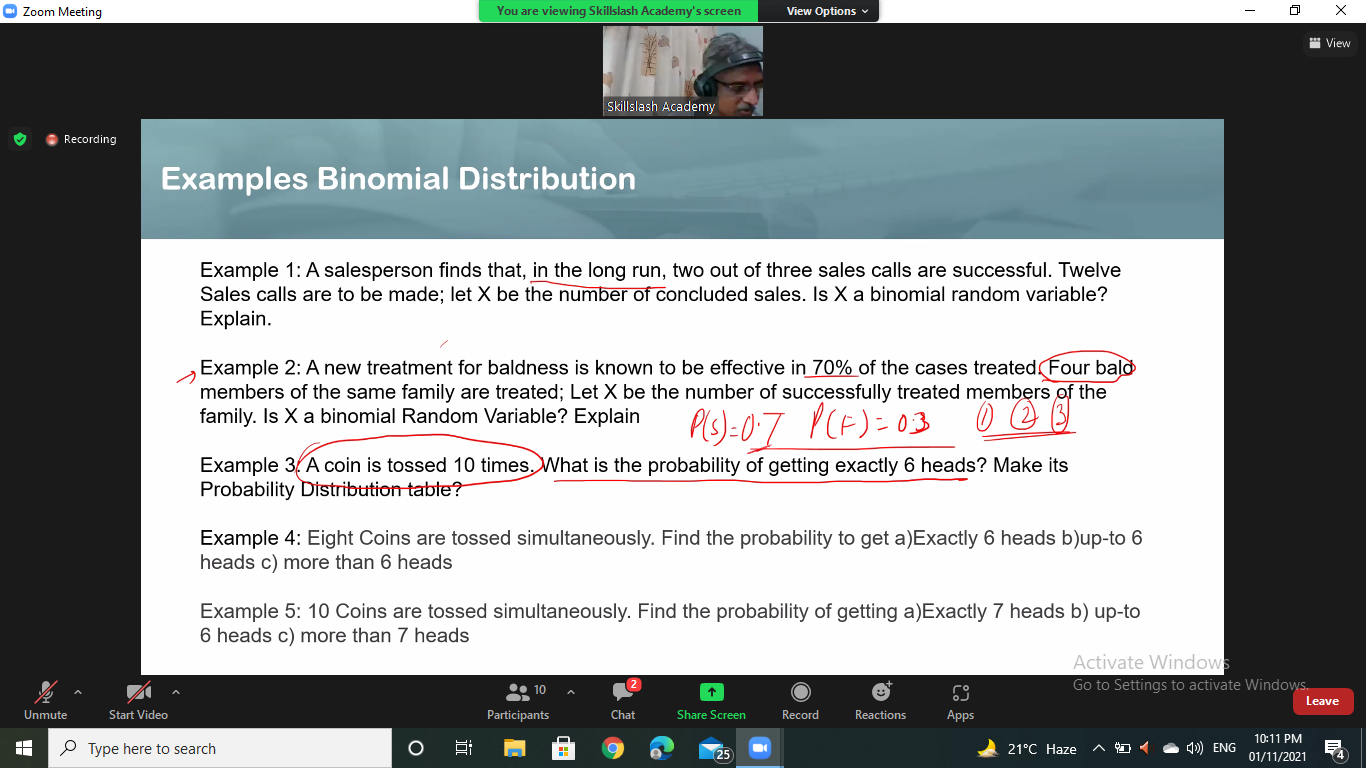 Zoom Meeting
You are viewing Skillslash Academy's screen
View Options
View
Skillslash Academy
Recording
Examples Binomial Distribution
Example 1: A salesperson finds that, in the long run, two out of three sales calls are successful. Twelve
Sales calls are to be made; let X be the number of concluded sales. Is X a binomial random variable?
Explain.
Example 2: A new treatment for baldness is known to be effective in 70% of the cases treated. Four bald
members of the same family are treated; Let X be the number of successfully treated members of the
family. Is X a binomial Random Variable? Explain
P(S)=0.7 P(F)=0.3 1 2 3
Example 3. A coin is tossed 10 times. What is the probability of getting exactly 6 heads? Make its
Probability Distribution table?
Example 4: Eight Coins are tossed simultaneously. Find the probability to get a)Exactly 6 heads b)up-to 6
heads c) more than 6 heads
Example 5: 10 Coins are tossed simultaneously. Find the probability of getting a)Exactly 7 heads b) up-to
6 heads c) more than 7 heads
Activate Windows
Go to Settings to activate Windows.
Unmute
Start Video
Participants 10
Chat 2
Share Screen
Record
Reactions
Apps
Leave
Type here to search
25
21°C Haze
ENG
10:11 PM
01/11/2021
4